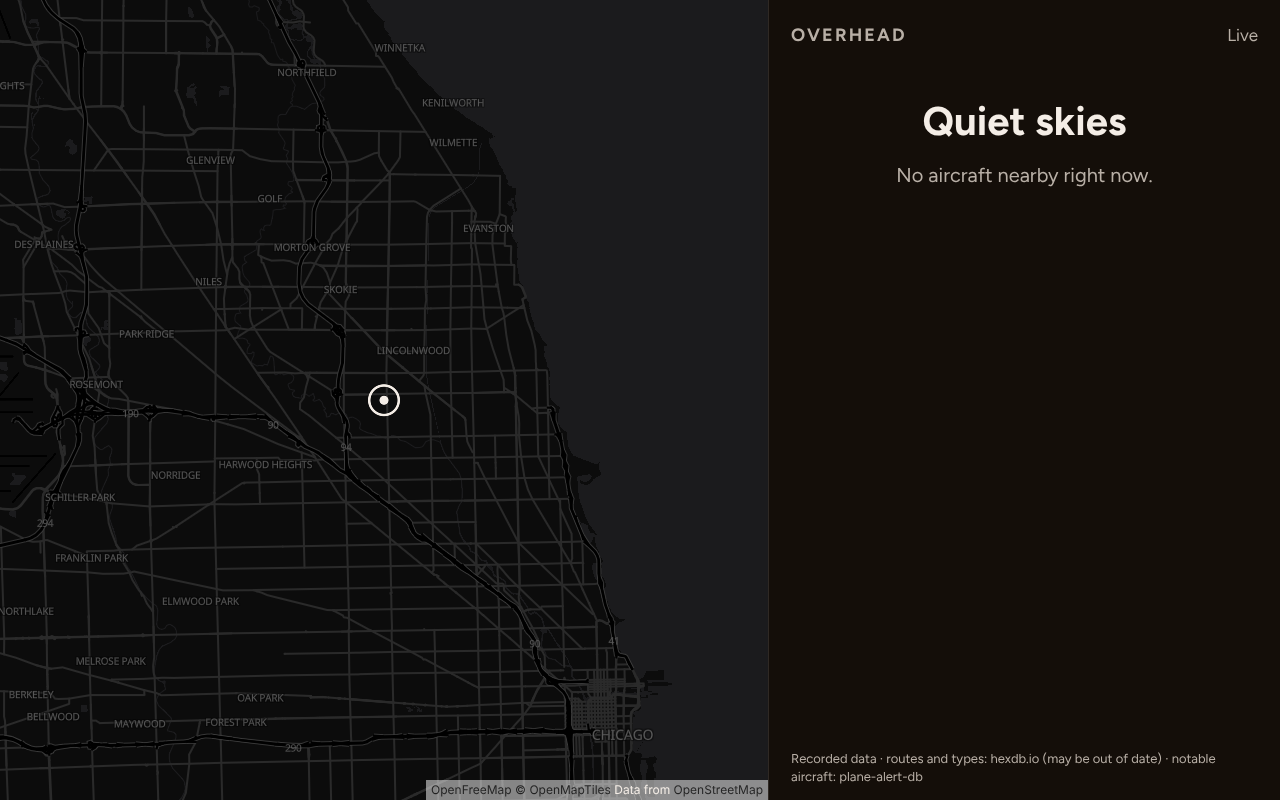 WINNETKA
NORTHFIELD
GHTS
KENILWORTH
WILMETTE
GLENVIEW
GOLF
EVANSTON
DES PLAINES
MORTON GROVE
NILES
SKOKIE
PARK RIDGE
LINCOLNWOOD
ROSEMONT
190
90
94
HARWOOD HEIGHTS
NORRIDGE
SCHILLER PARK
294
FRANKLIN PARK
ELMWOOD PARK
NORTHLAKE
90
41
MELROSE PARK
BERKELEY
OAK PARK
BELLWOOD
MAYWOOD
FOREST PARK
CHICAGO
290
OpenFreeMap © OpenMapTiles Data from OpenStreetMap
OVERHEAD
Live
Quiet skies
No aircraft nearby right now.
Recorded data · routes and types: hexdb.io (may be out of date) · notable
aircraft: plane-alert-db